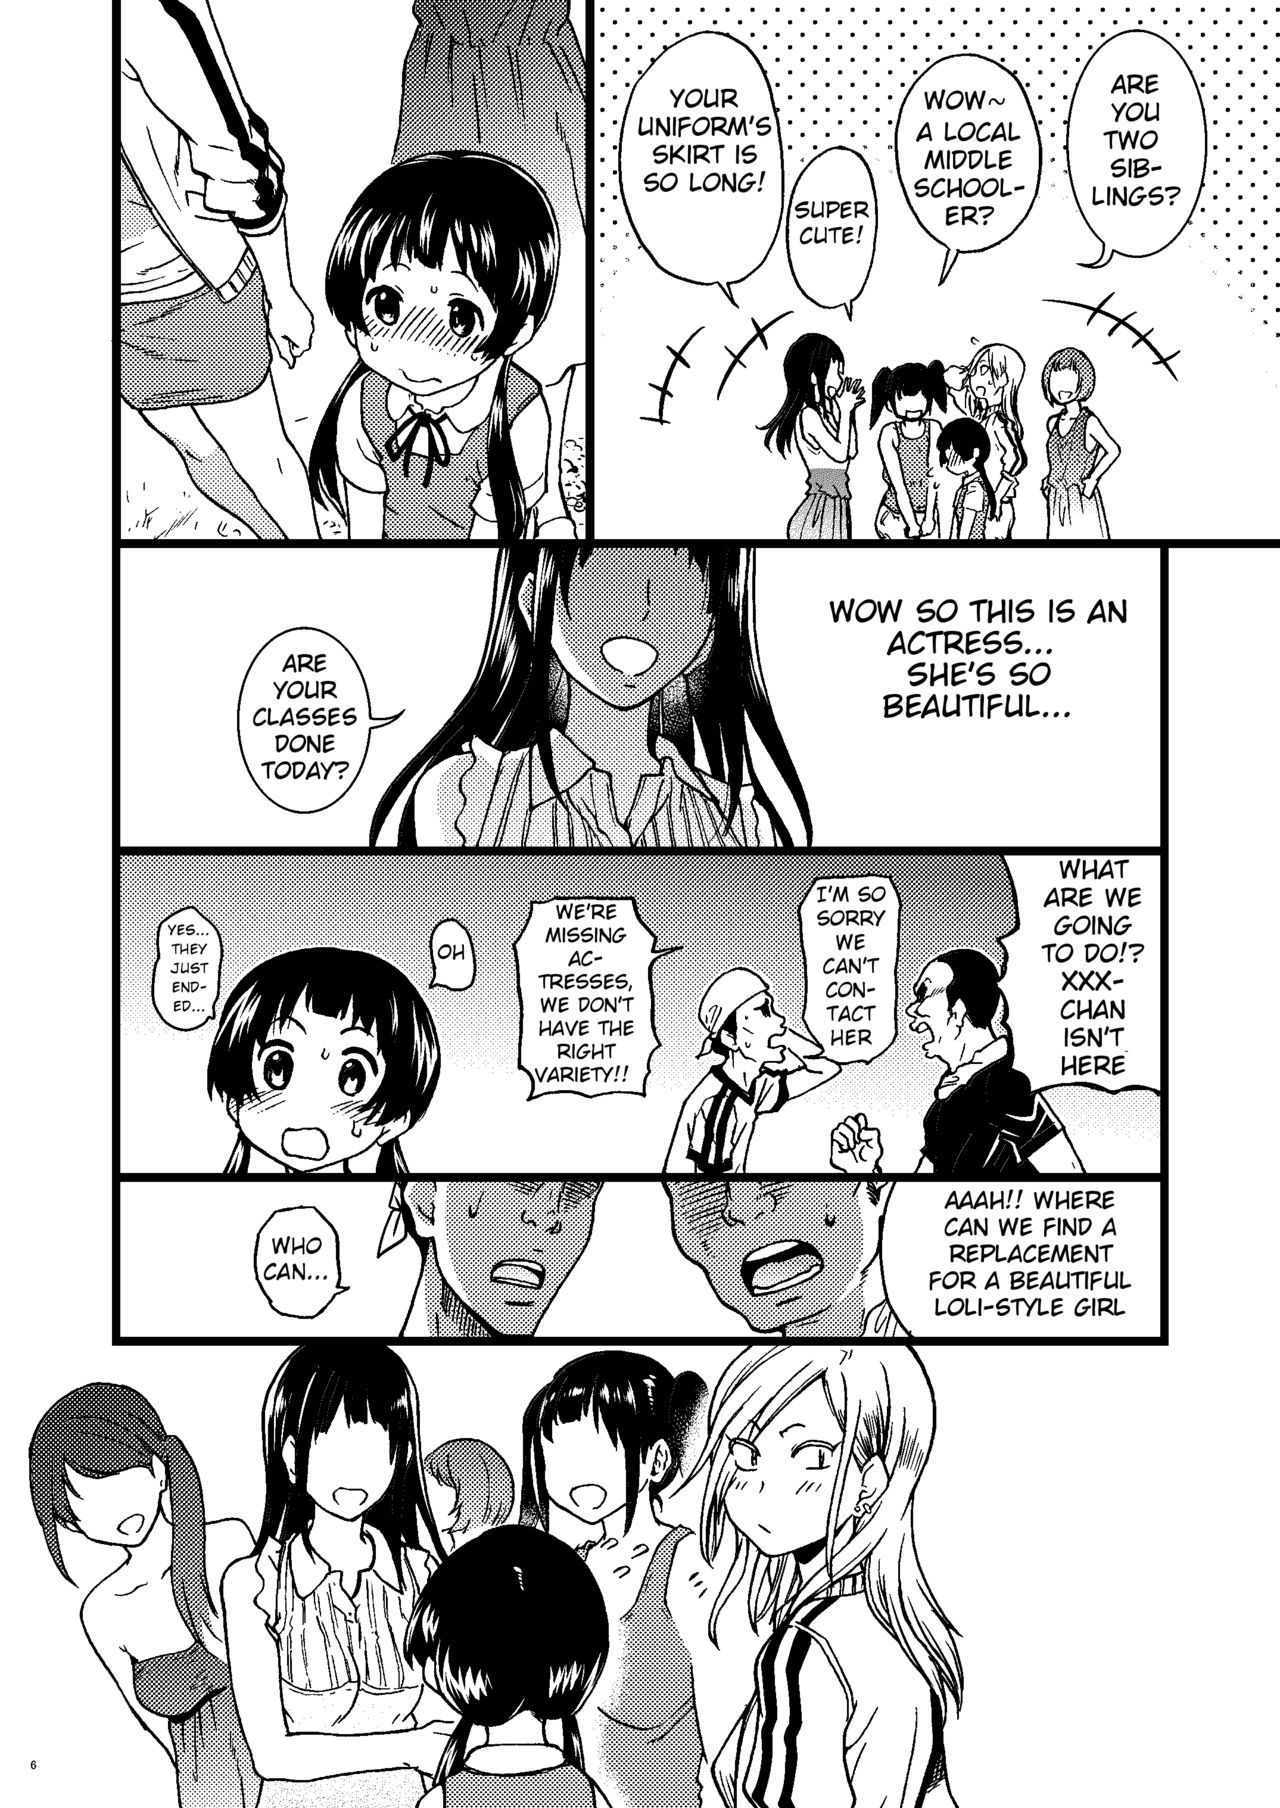 ARE
YOU
TWO
SIB-
LINGS?
WOW~
A LOCAL
MIDDLE
SCHOOL-
ER?
SUPER
CUTE!
YOUR
UNIFORM'S
SKIRT IS
SO LONG!
WOW SO THIS IS AN
ACTRESS...
SHE'S SO
BEAUTIFUL...
ARE
YOUR
CLASSES
DONE
TODAY?
WHAT
ARE WE
GOING
TO DO!?
XXX-
CHAN
ISN'T
HERE
I'M SO
SORRY
WE
CAN'T
CON-
TACT
HER
WE'RE
MISSING
AC-
TRESSES,
WE DON'T
HAVE THE
RIGHT
VARIETY!!
OH
YES...
THEY
JUST
END-
ED...
AAAH!! WHERE
CAN WE FIND A
REPLACEMENT
FOR A BEAUTIFUL
LOLI-STYLE GIRL
WHO
CAN...
6